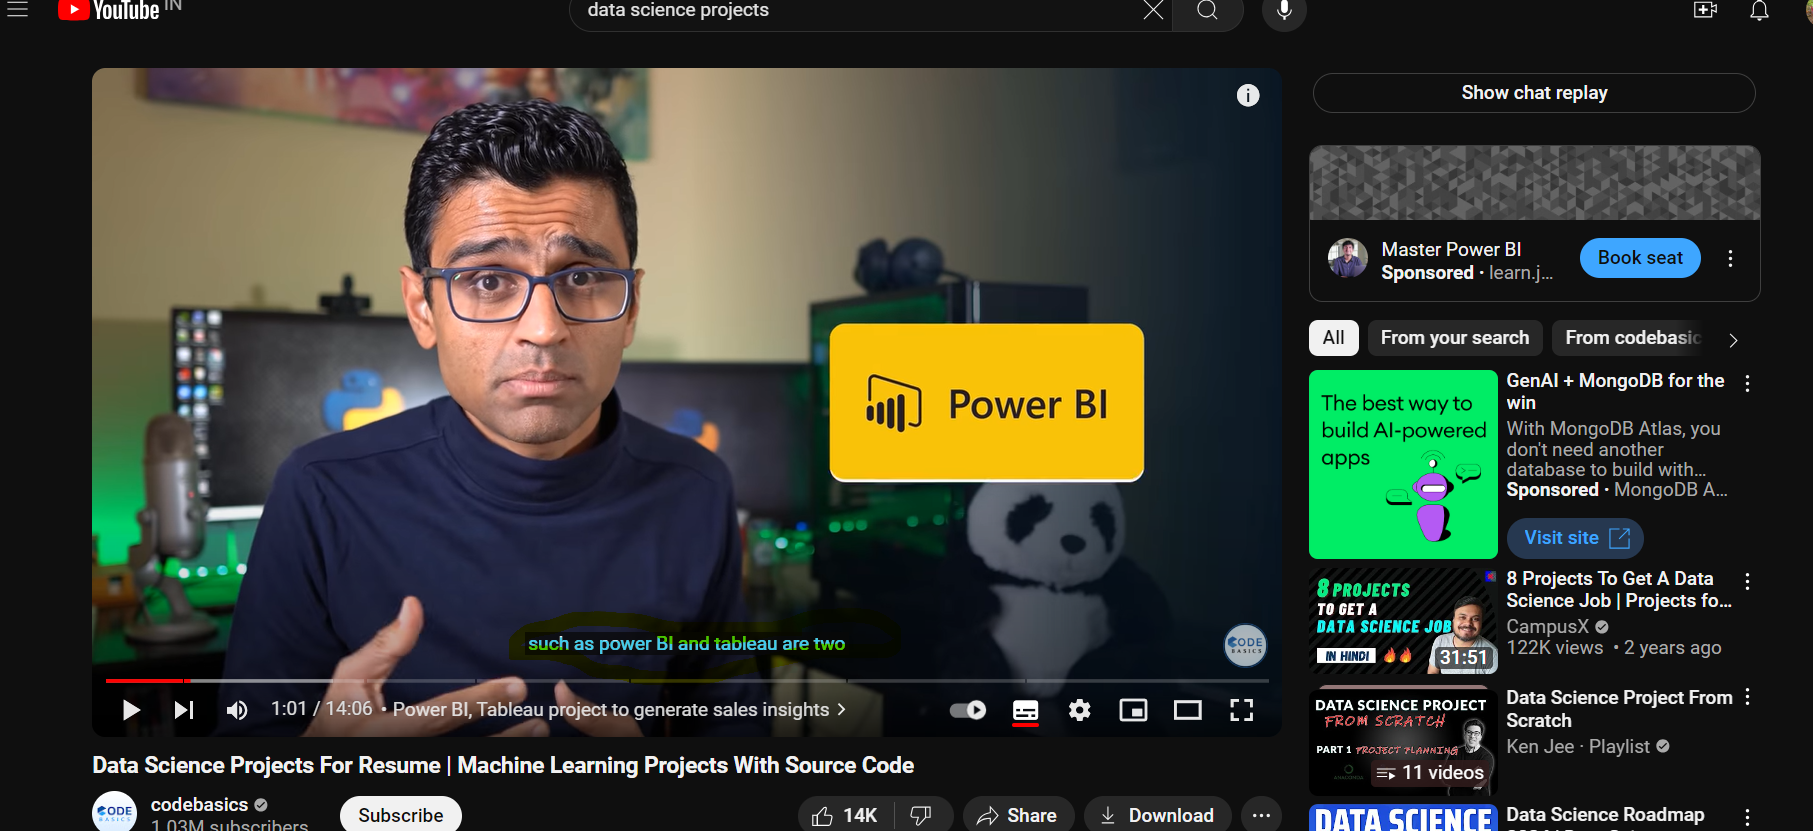 YouTube IN
data science projects
Show chat replay
Power BI
such as power BI and tableau are two
CODE
BASICS
1:01 / 14:06 • Power BI, Tableau project to generate sales insights
Data Science Projects For Resume | Machine Learning Projects With Source Code
CODE
BASICS
codebasics
1.03M subscribers
Subscribe
14K
Share
Download
Master Power BI
Sponsored · learn.j...
Book seat
All
From your search
From codebasic
The best way to
build AI-powered
apps
GenAI + MongoDB for the
win
With MongoDB Atlas, you
don't need another
database to build with...
Sponsored · MongoDB A...
Visit site
8 PROJECTS
TO GET A
DATA SCIENCE JOB
IN HINDI
31:51
8 Projects To Get A Data
Science Job | Projects fo...
CampusX
122K views • 2 years ago
DATA SCIENCE PROJECT
FROM SCRATCH
PART 1 PROJECT PLANNING
ANACONDA
11 videos
Data Science Project From
Scratch
Ken Jee · Playlist
DATA SCIENCE
Data Science Roadmap